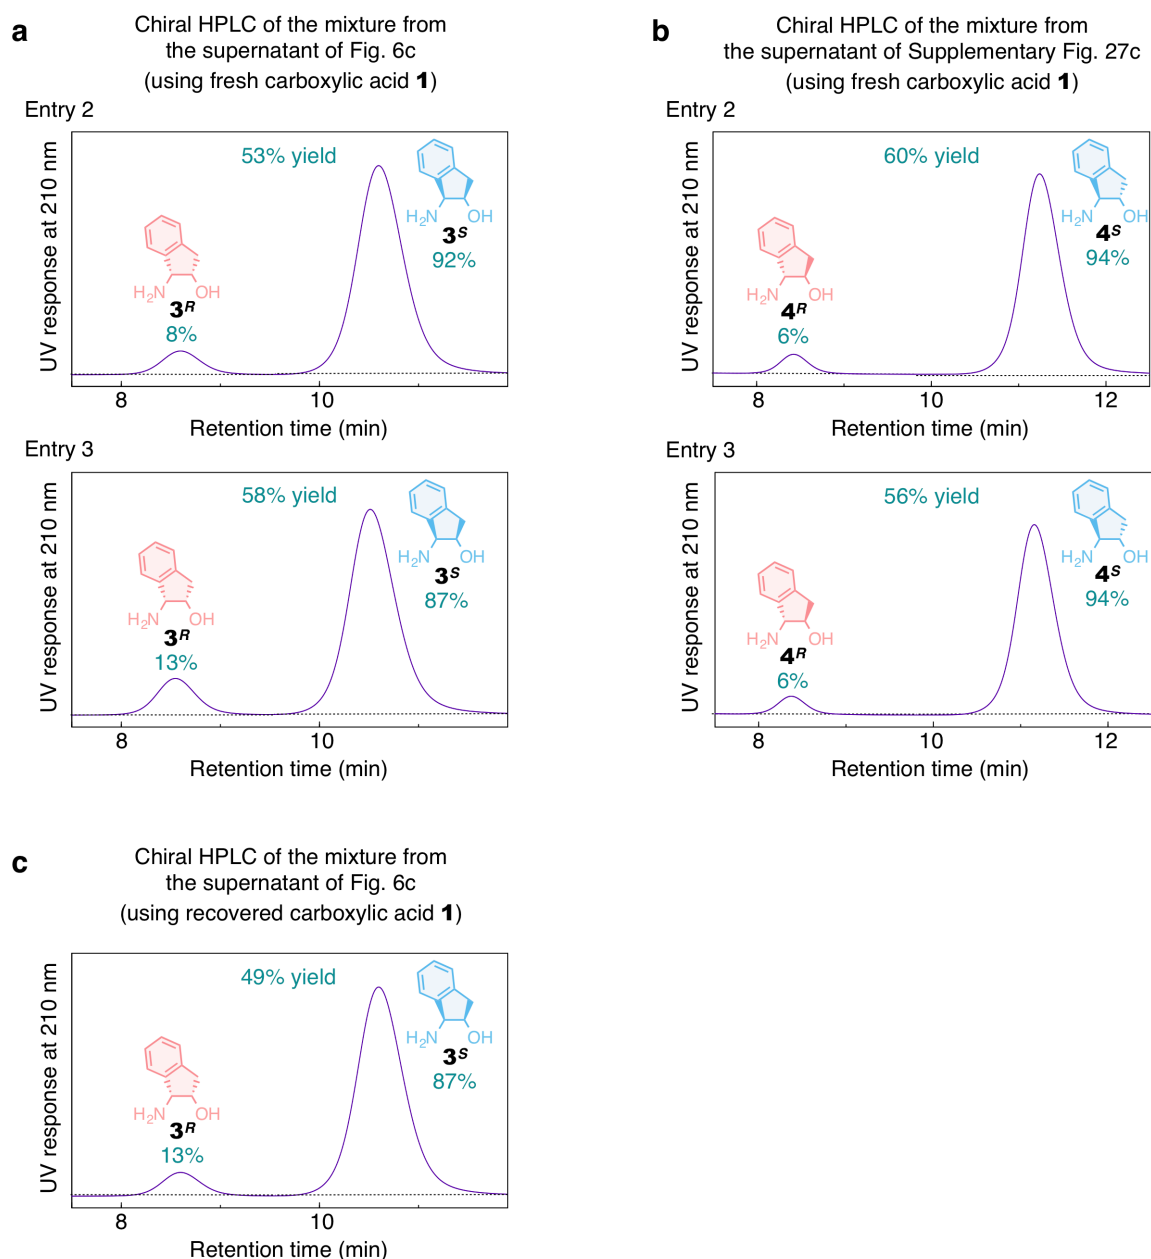 a
Chiral HPLC of the mixture from
the supernatant of Fig. 6c
(using fresh carboxylic acid 1)
Entry 2
UV response at 210 nm
53% yield
H₂N
OH
3ᴿ
8%
H₂N
OH
3ˢ
92%
8
10
Retention time (min)
Entry 3
UV response at 210 nm
58% yield
H₂N
OH
3ᴿ
13%
H₂N
OH
3ˢ
87%
8
10
Retention time (min)
b
Chiral HPLC of the mixture from
the supernatant of Supplementary Fig. 27c
(using fresh carboxylic acid 1)
Entry 2
UV response at 210 nm
60% yield
H₂N
OH
4ᴿ
6%
H₂N
OH
4ˢ
94%
8
10
12
Retention time (min)
Entry 3
UV response at 210 nm
56% yield
H₂N
OH
4ᴿ
6%
H₂N
OH
4ˢ
94%
8
10
12
Retention time (min)
c
Chiral HPLC of the mixture from
the supernatant of Fig. 6c
(using recovered carboxylic acid 1)
UV response at 210 nm
49% yield
H₂N
OH
3ᴿ
13%
H₂N
OH
3ˢ
87%
8
10
Retention time (min)